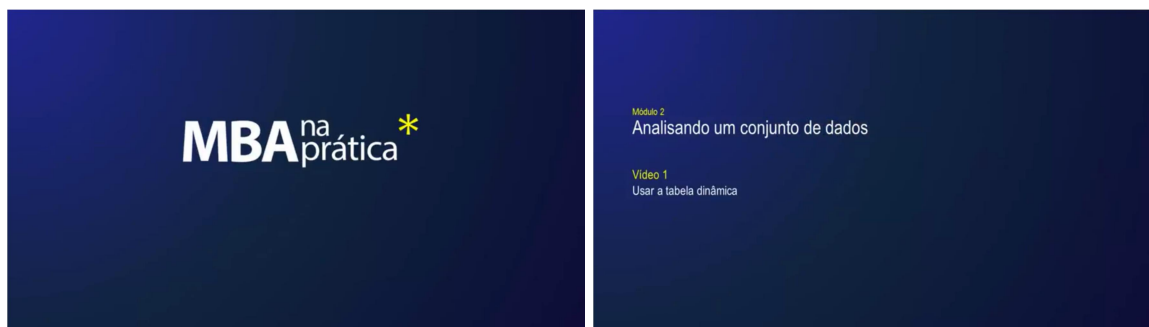 MBA na prática*
Módulo 2
Analisando um conjunto de dados
Vídeo 1
Usar a tabela dinâmica